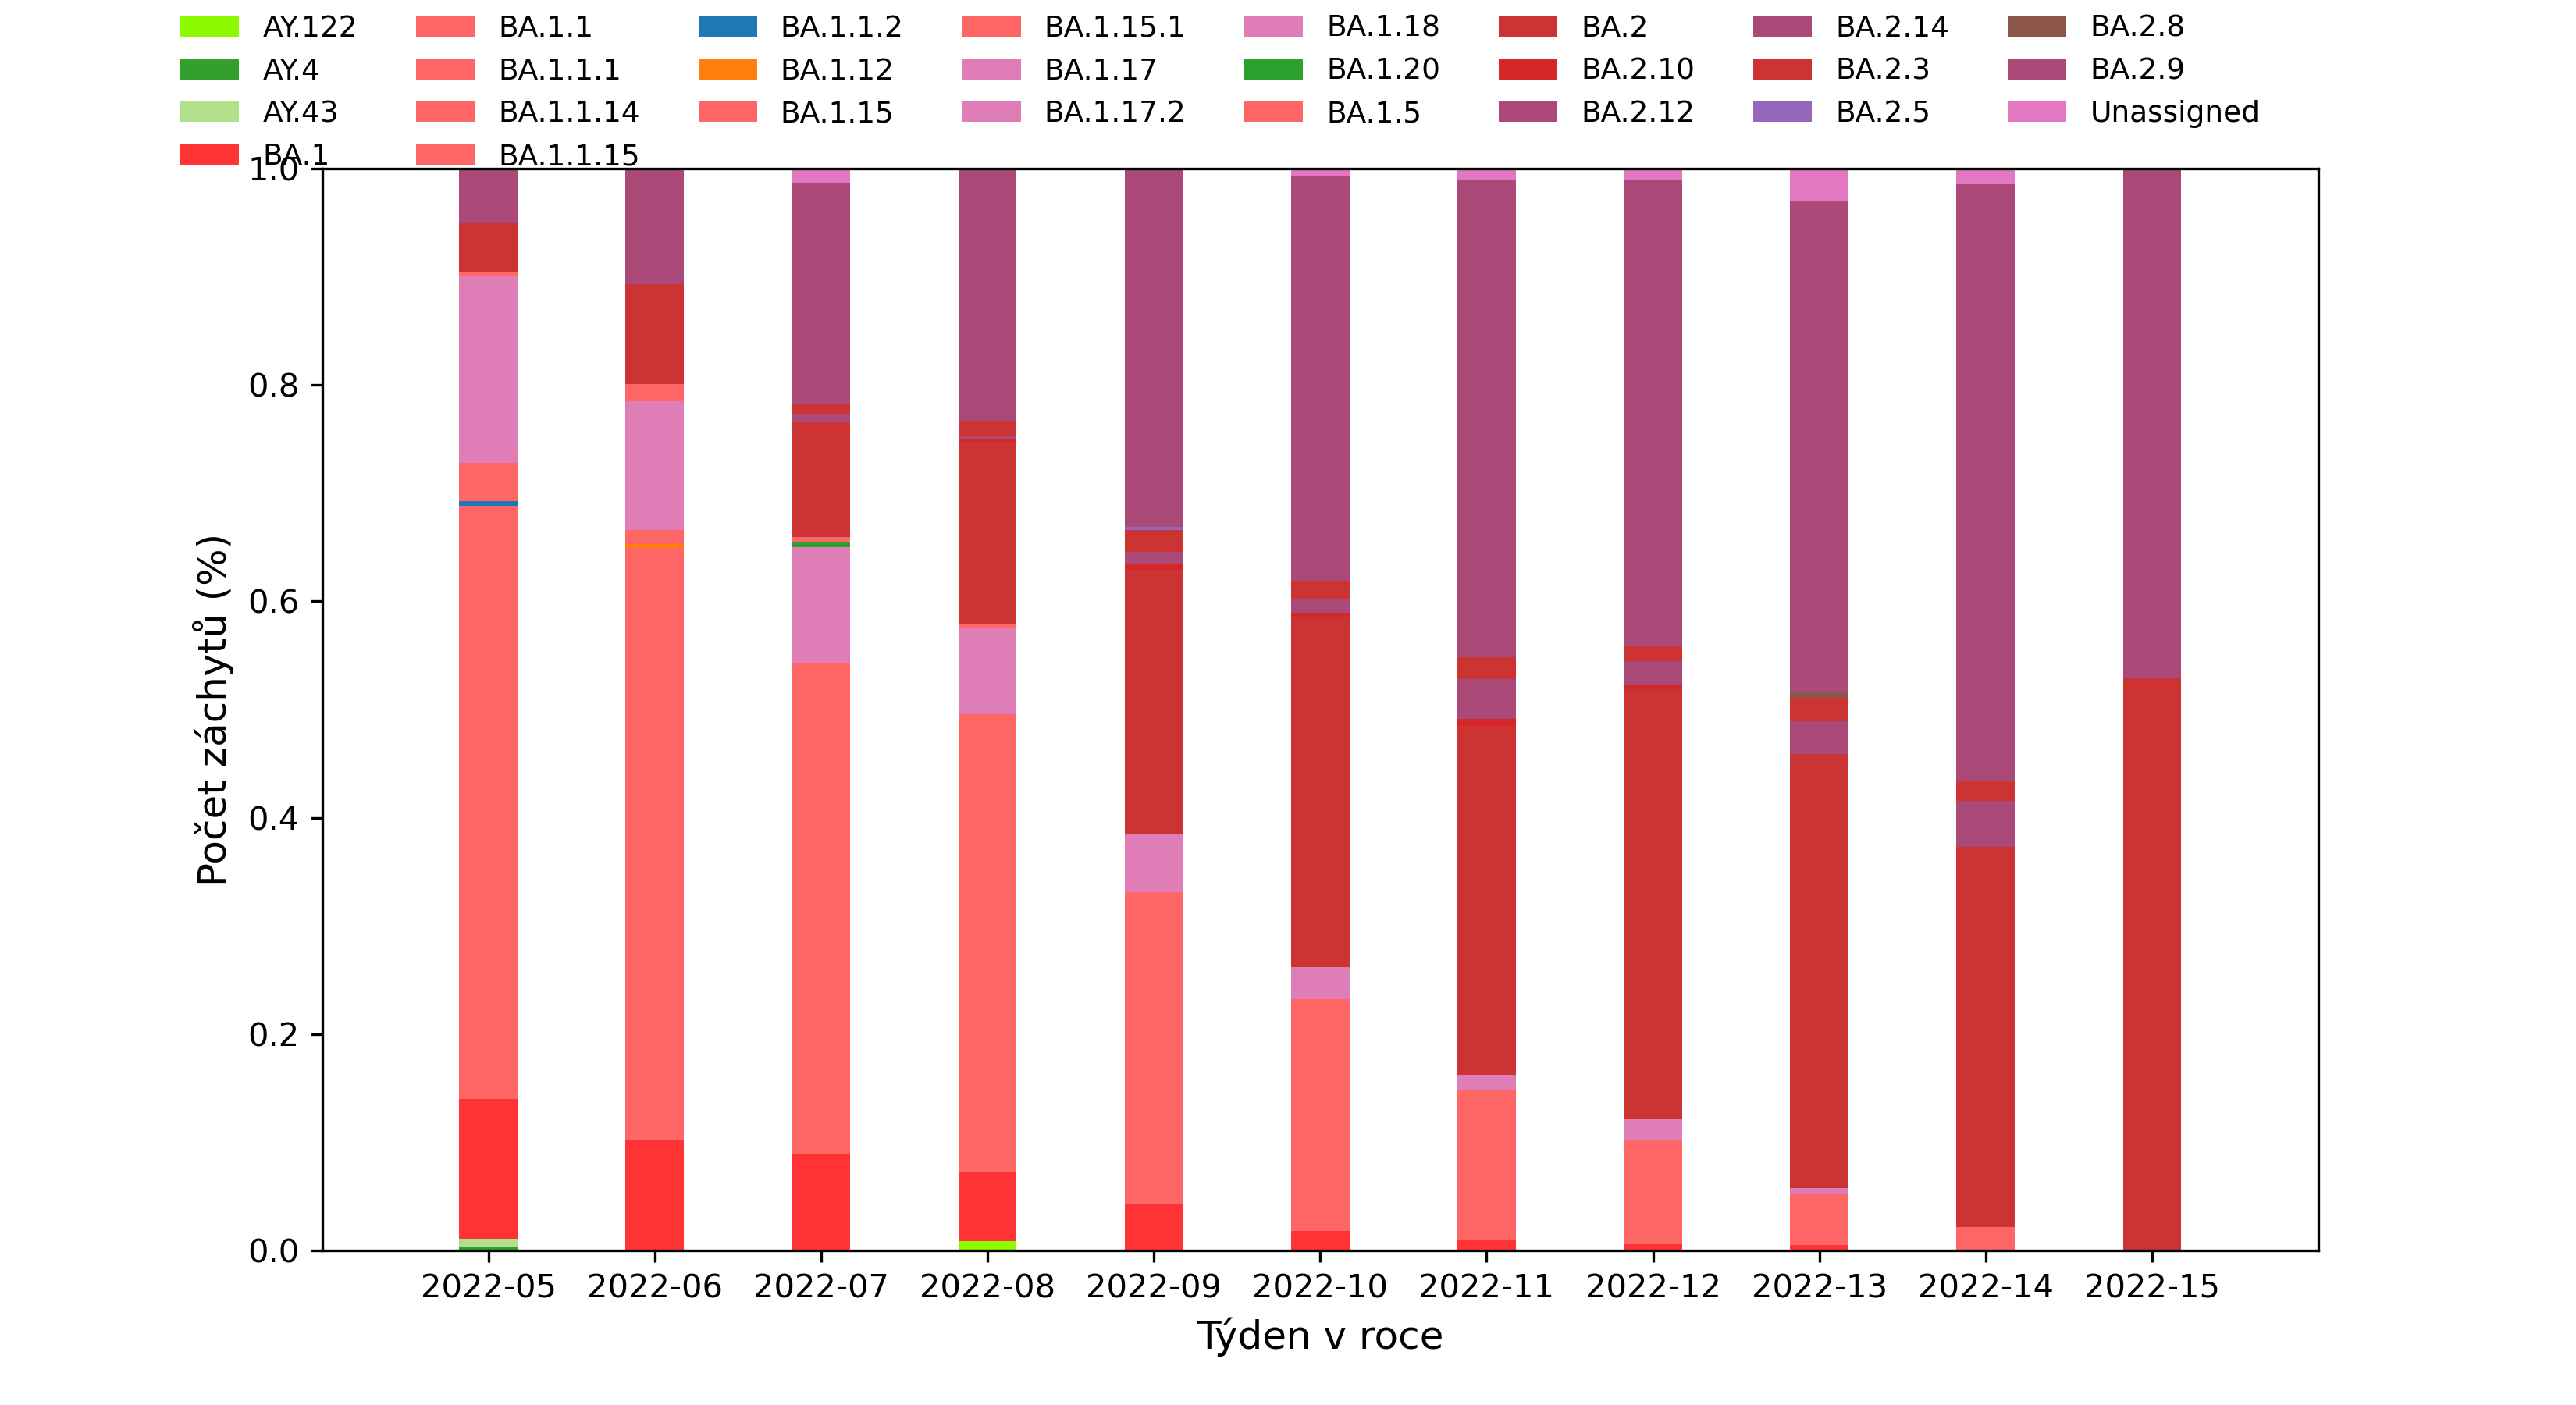 AY.122 BA.1.1 BA.1.1.2 BA.1.15.1 BA.1.18 BA.2 BA.2.14 BA.2.8
AY.4 BA.1.1.1 BA.1.12 BA.1.17 BA.1.20 BA.2.10 BA.2.3 BA.2.9
AY.43 BA.1.1.14 BA.1.15 BA.1.17.2 BA.1.5 BA.2.12 BA.2.5 Unassigned
BA.1 BA.1.1.15
1.0
0.8
0.6
0.4
0.2
0.0
Počet záchytů (%)
2022-05 2022-06 2022-07 2022-08 2022-09 2022-10 2022-11 2022-12 2022-13 2022-14 2022-15
Týden v roce